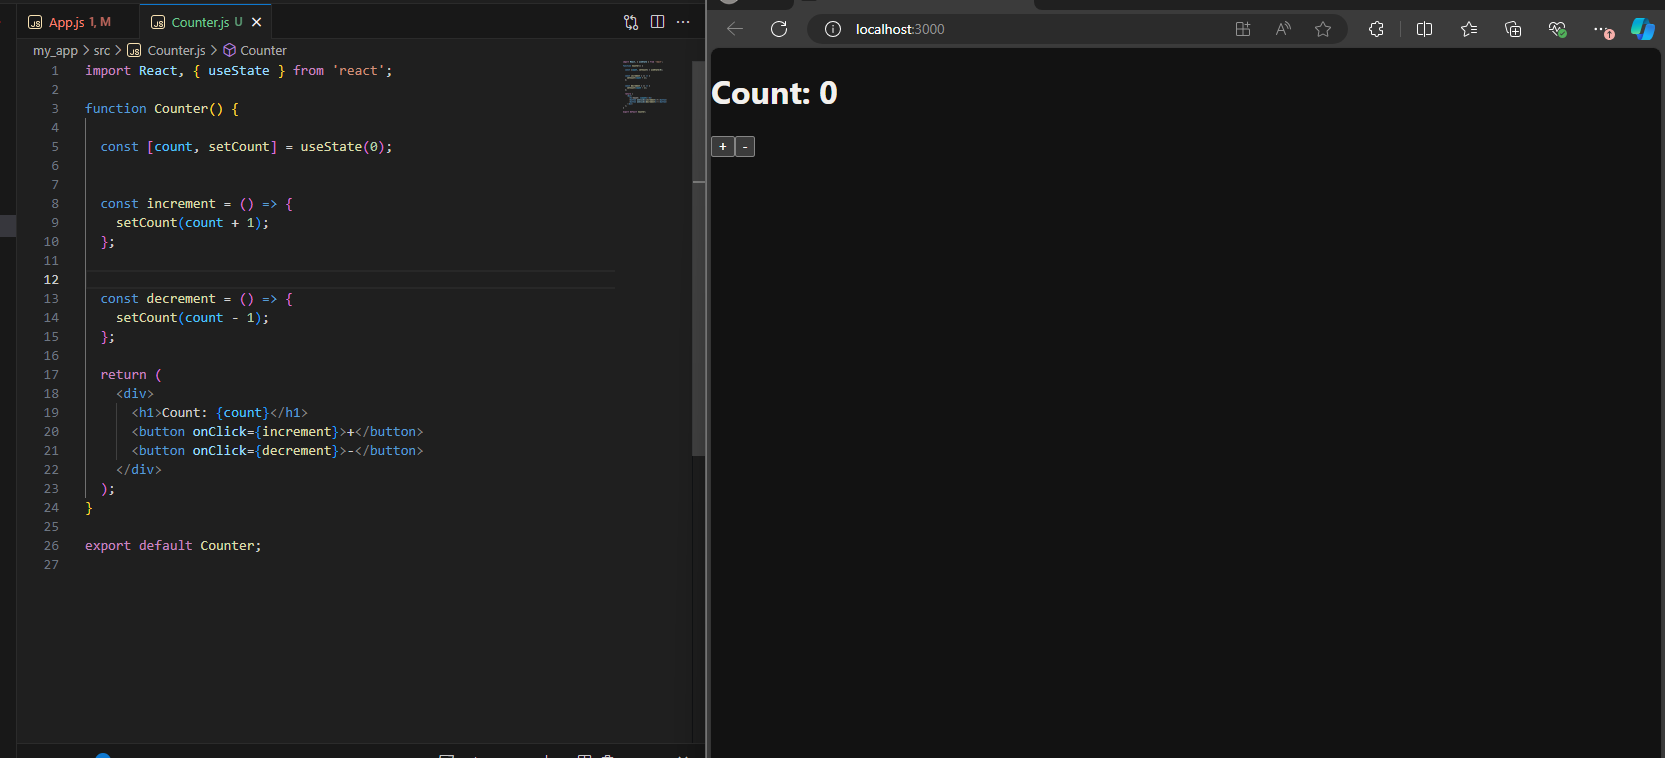 App.js 1, M
Counter.js U
my_app > src > Counter.js > Counter
1 import React, { useState } from 'react';
2
3 function Counter() {
4
5 const [count, setCount] = useState(0);
6
7
8 const increment = () => {
9 setCount(count + 1);
10 };
11
12
13 const decrement = () => {
14 setCount(count - 1);
15 };
16
17 return (
18 <div>
19 <h1>Count: {count}</h1>
20 <button onClick={increment}>+</button>
21 <button onClick={decrement}>-</button>
22 </div>
23 );
24 }
25
26 export default Counter;
27
localhost:3000
Count: 0
+ -